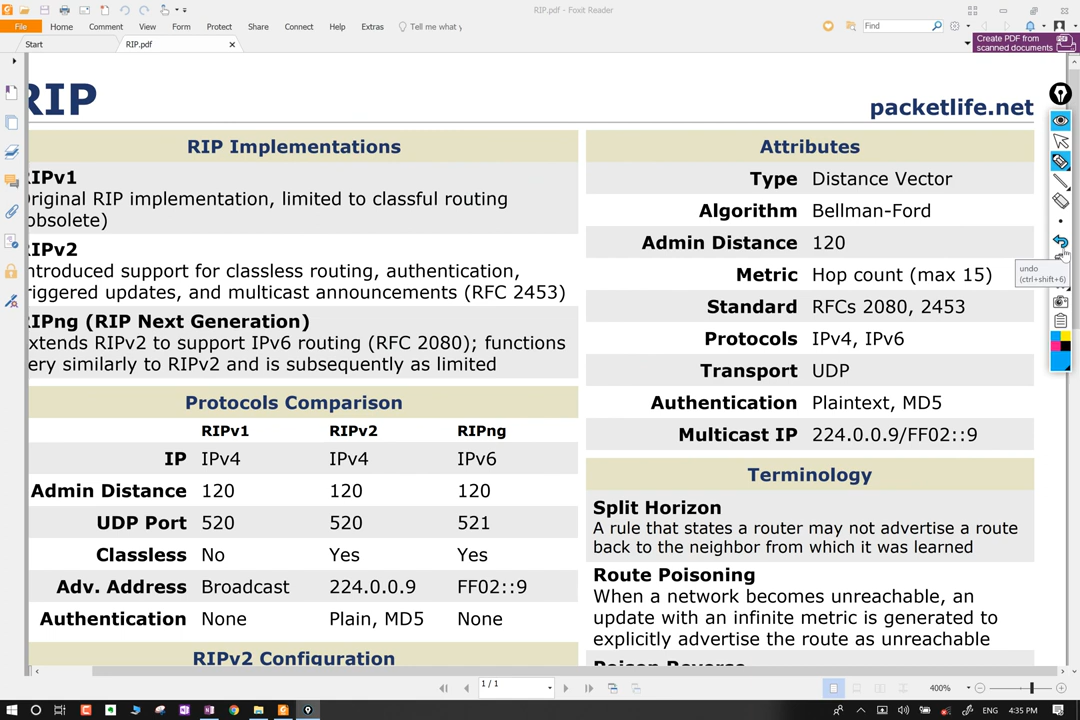 RIP.pdf - Foxit Reader
File Home Comment View Form Protect Share Connect Help Extras Tell me what y Find
Start RIP.pdf
Create PDF from
scanned documents
RIP packetlife.net
RIP Implementations
RIPv1
Original RIP implementation, limited to classful routing
(obsolete)
RIPv2
Introduced support for classless routing, authentication,
triggered updates, and multicast announcements (RFC 2453)
RIPng (RIP Next Generation)
Extends RIPv2 to support IPv6 routing (RFC 2080); functions
very similarly to RIPv2 and is subsequently as limited
Protocols Comparison
RIPv1 RIPv2 RIPng
IP IPv4 IPv4 IPv6
Admin Distance 120 120 120
UDP Port 520 520 521
Classless No Yes Yes
Adv. Address Broadcast 224.0.0.9 FF02::9
Authentication None Plain, MD5 None
RIPv2 Configuration
Attributes
Type Distance Vector
Algorithm Bellman-Ford
Admin Distance 120
Metric Hop count (max 15)
Standard RFCs 2080, 2453
Protocols IPv4, IPv6
Transport UDP
Authentication Plaintext, MD5
Multicast IP 224.0.0.9/FF02::9
Terminology
Split Horizon
A rule that states a router may not advertise a route
back to the neighbor from which it was learned
Route Poisoning
When a network becomes unreachable, an
update with an infinite metric is generated to
explicitly advertise the route as unreachable
Poison Reverse
undo
(ctrl+shift+6)
1 / 1 400%
ENG 4:35 PM